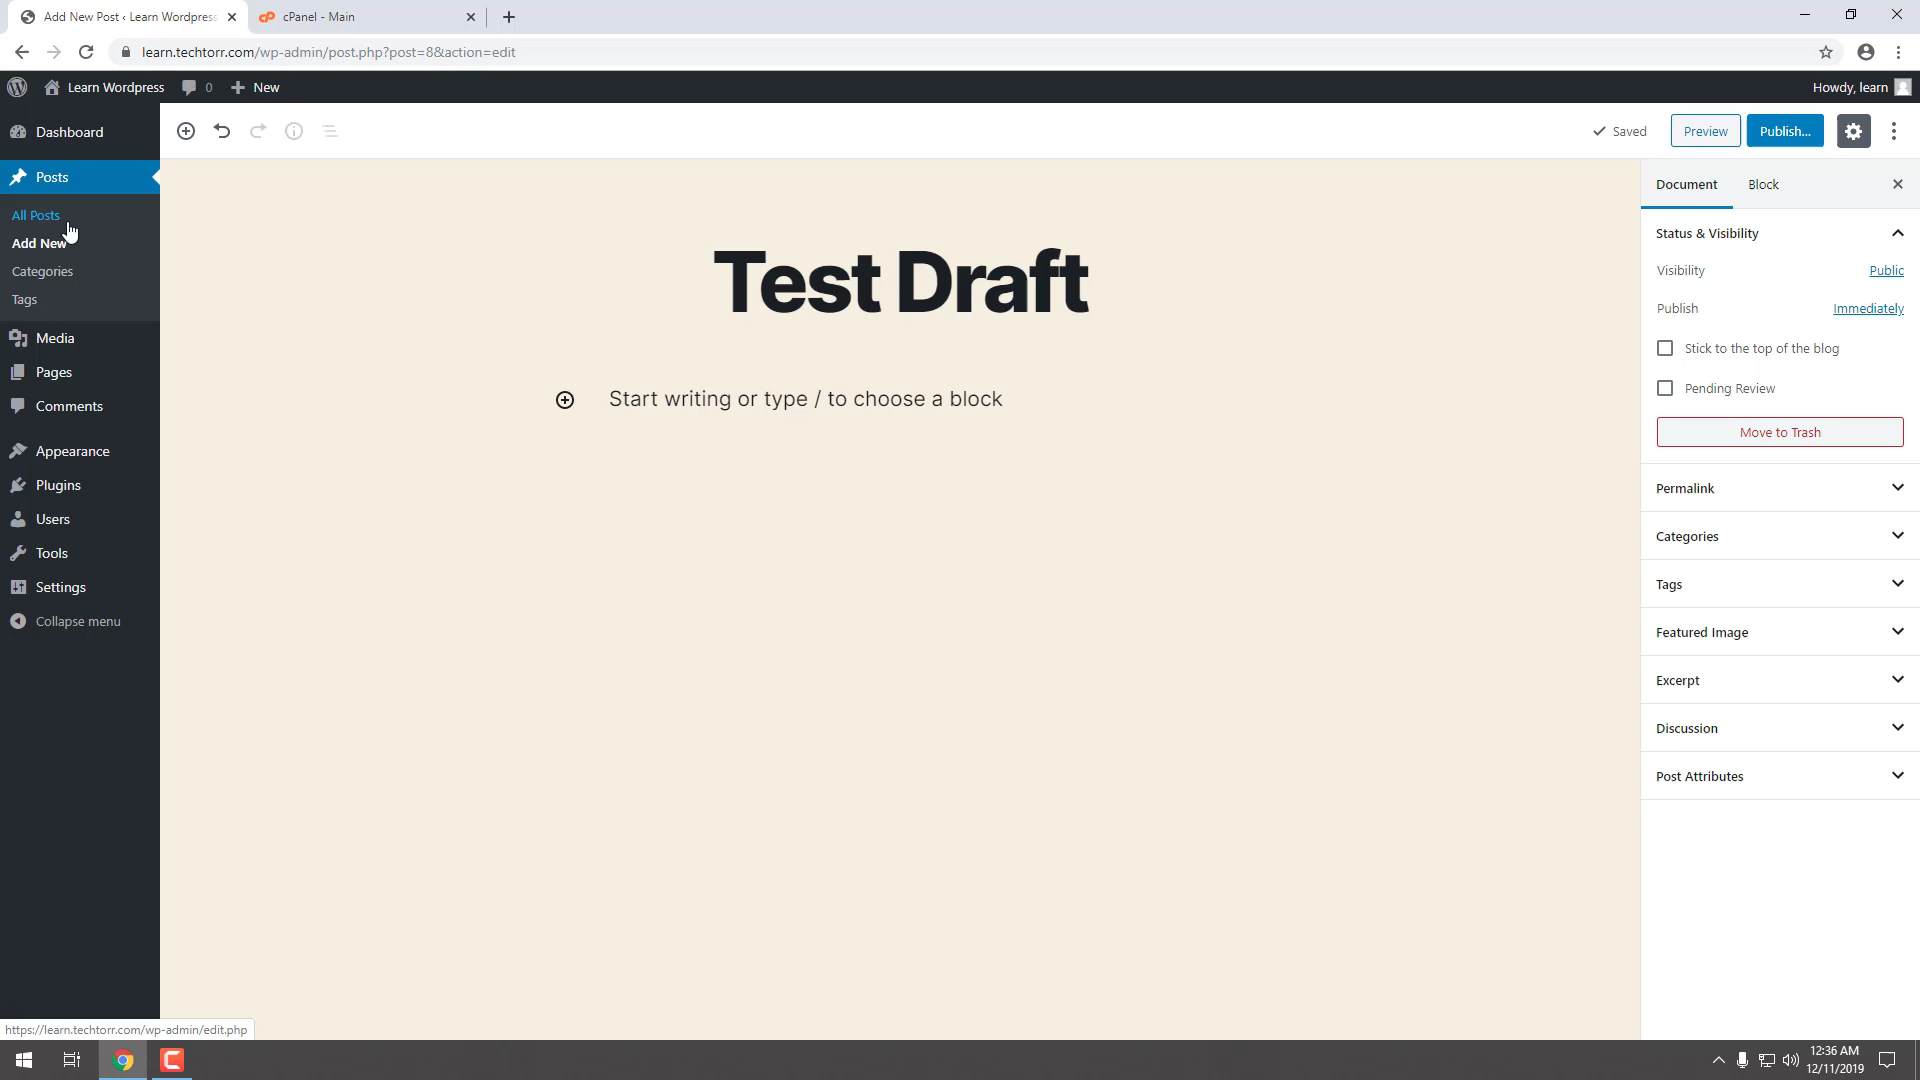 Add New Post ‹ Learn Wordpress
cPanel - Main
learn.techtorr.com/wp-admin/post.php?post=8&action=edit
Learn Wordpress
0
New
Howdy, learn
Dashboard
Posts
All Posts
Add New
Categories
Tags
Media
Pages
Comments
Appearance
Plugins
Users
Tools
Settings
Collapse menu
Saved
Preview
Publish...
Test Draft
Start writing or type / to choose a block
Document
Block
Status & Visibility
Visibility
Public
Publish
Immediately
Stick to the top of the blog
Pending Review
Move to Trash
Permalink
Categories
Tags
Featured Image
Excerpt
Discussion
Post Attributes
https://learn.techtorr.com/wp-admin/edit.php
12:36 AM
12/11/2019